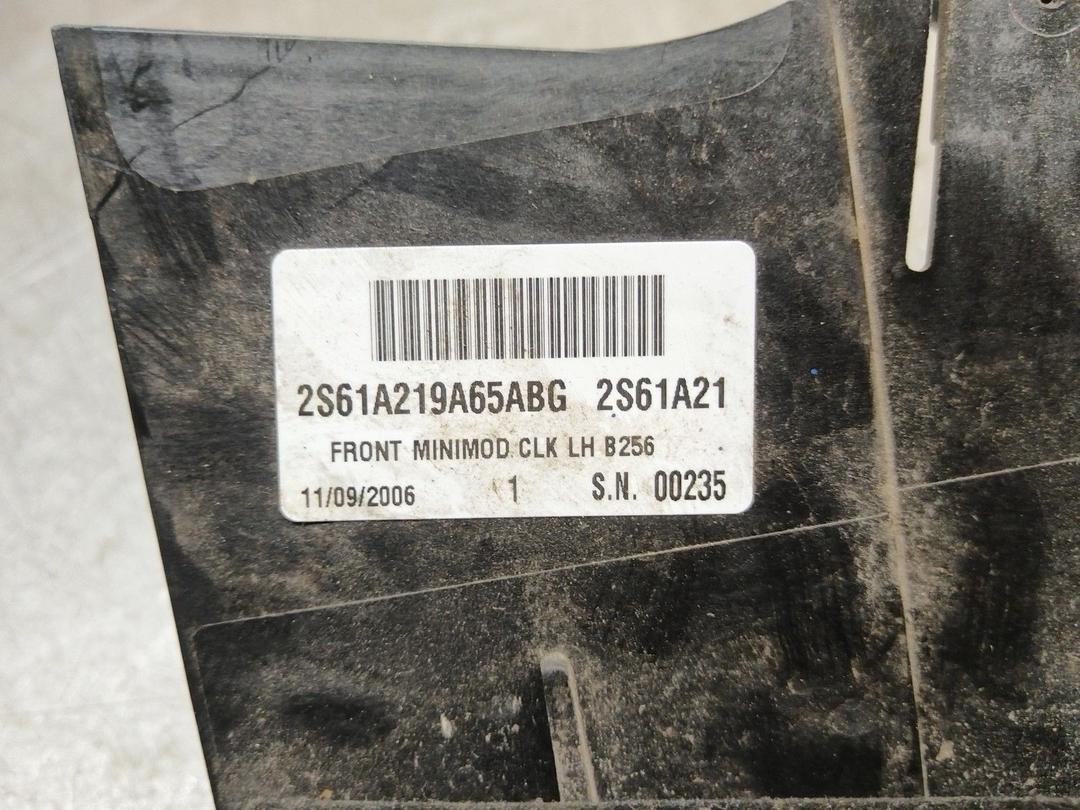 2S61A219A65ABG 2S61A21
FRONT MINIMOD CLK LH B256
11/09/2006 1 S.N. 00235